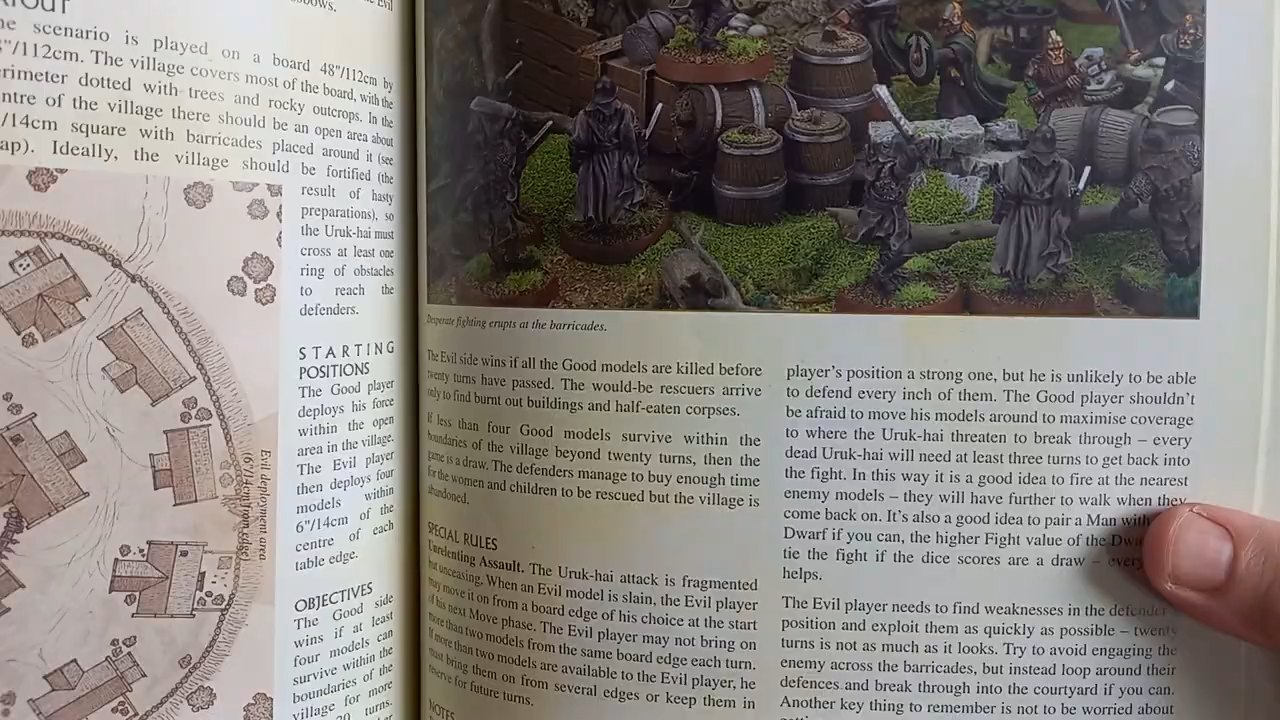 bows.
he scenario is played on a board 48"/112cm by
"/112cm. The village covers most of the board, with the
erimeter dotted with trees and rocky outcrops. In the
ntre of the village there should be an open area about
/14cm square with barricades placed around it (see
ap). Ideally, the village should be fortified (the
result of hasty
preparations), so
the Uruk-hai must
cross at least one
ring of obstacles
to reach the
defenders.
STARTING
POSITIONS
The Good player
deploys his force
within the open
area in the village.
The Evil player
then deploys four
models within
6"/14cm of the
centre of each
table edge.
OBJECTIVES
The Good side
wins if at least
four models can
survive within the
boundaries of the
village for more
turns.
Evil deployment area
(6"/14cm from edge)
Desperate fighting erupts at the barricades.
The Evil side wins if all the Good models are killed before
twenty turns have passed. The would-be rescuers arrive
only to find burnt out buildings and half-eaten corpses.
If less than four Good models survive within the
boundaries of the village beyond twenty turns, then the
game is a draw. The defenders manage to buy enough time
for the women and children to be rescued but the village is
abandoned.
SPECIAL RULES
Unrelenting Assault. The Uruk-hai attack is fragmented
but unceasing. When an Evil model is slain, the Evil player
may move it on from a board edge of his choice at the start
of his next Move phase. The Evil player may not bring on
more than two models from the same board edge each turn.
If more than two models are available to the Evil player, he
must bring them on from several edges or keep them in
reserve for future turns.
NOTES
player's position a strong one, but he is unlikely to be able
to defend every inch of them. The Good player shouldn't
be afraid to move his models around to maximise coverage
to where the Uruk-hai threaten to break through – every
dead Uruk-hai will need at least three turns to get back into
the fight. In this way it is a good idea to fire at the nearest
enemy models – they will have further to walk when they
come back on. It's also a good idea to pair a Man with
Dwarf if you can, the higher Fight value of the
tie the fight if the dice scores are a draw – every
helps.
The Evil player needs to find weaknesses in the defender
position and exploit them as quickly as possible – twenty
turns is not as much as it looks. Try to avoid engaging the
enemy across the barricades, but instead loop around their
defences and break through into the courtyard if you can.
Another key thing to remember is not to be worried about